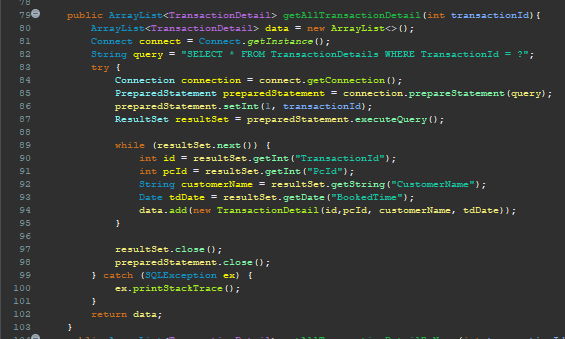 78
79 public ArrayList<TransactionDetail> getAllTransactionDetail(int transactionId){
80 ArrayList<TransactionDetail> data = new ArrayList<>();
81 Connect connect = Connect.getInstance();
82 String query = "SELECT * FROM TransactionDetails WHERE TransactionId = ?";
83 try {
84 Connection connection = connect.getConnection();
85 PreparedStatement preparedStatement = connection.prepareStatement(query);
86 preparedStatement.setInt(1, transactionId);
87 ResultSet resultSet = preparedStatement.executeQuery();
88
89 while (resultSet.next()) {
90 int id = resultSet.getInt("TransactionId");
91 int pcId = resultSet.getInt("PcId");
92 String customerName = resultSet.getString("CustomerName");
93 Date tdDate = resultSet.getDate("BookedTime");
94 data.add(new TransactionDetail(id,pcId, customerName, tdDate));
95 }
96
97 resultSet.close();
98 preparedStatement.close();
99 } catch (SQLException ex) {
100 ex.printStackTrace();
101 }
102 return data;
103 }